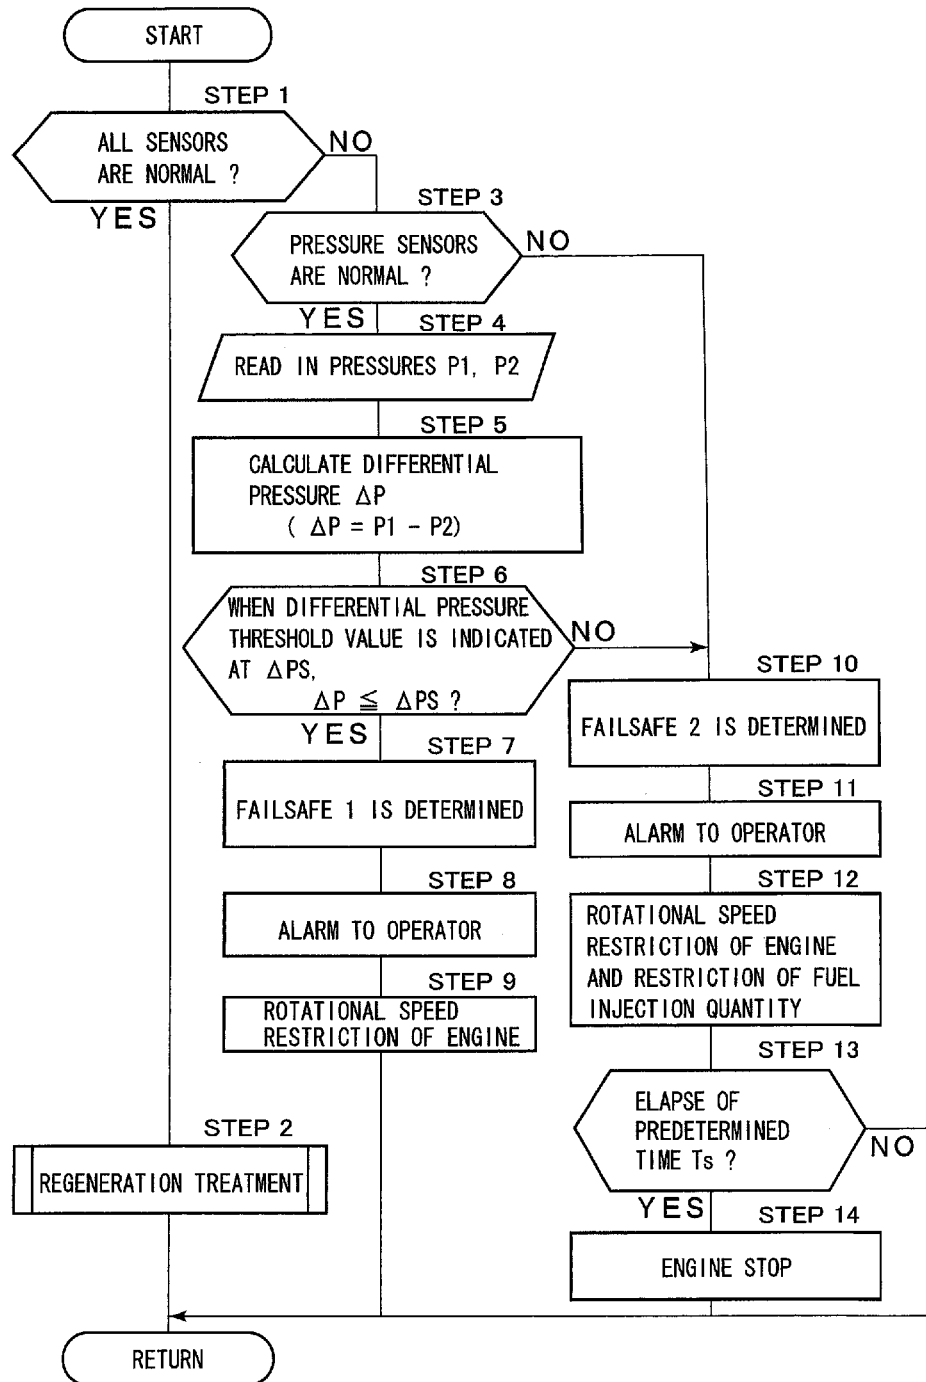 START
STEP 1
ALL SENSORS
ARE NORMAL ?
NO
YES
STEP 3
PRESSURE SENSORS
ARE NORMAL ?
NO
YES
STEP 4
READ IN PRESSURES P1, P2
STEP 5
CALCULATE DIFFERENTIAL
PRESSURE ΔP
( ΔP = P1 - P2)
STEP 6
WHEN DIFFERENTIAL PRESSURE
THRESHOLD VALUE IS INDICATED
AT ΔPS,
ΔP ≦ ΔPS ?
NO
YES
STEP 7
FAILSAFE 1 IS DETERMINED
STEP 8
ALARM TO OPERATOR
STEP 9
ROTATIONAL SPEED
RESTRICTION OF ENGINE
STEP 10
FAILSAFE 2 IS DETERMINED
STEP 11
ALARM TO OPERATOR
STEP 12
ROTATIONAL SPEED
RESTRICTION OF ENGINE
AND RESTRICTION OF FUEL
INJECTION QUANTITY
STEP 13
ELAPSE OF
PREDETERMINED
TIME Ts ?
NO
YES
STEP 14
ENGINE STOP
STEP 2
REGENERATION TREATMENT
RETURN